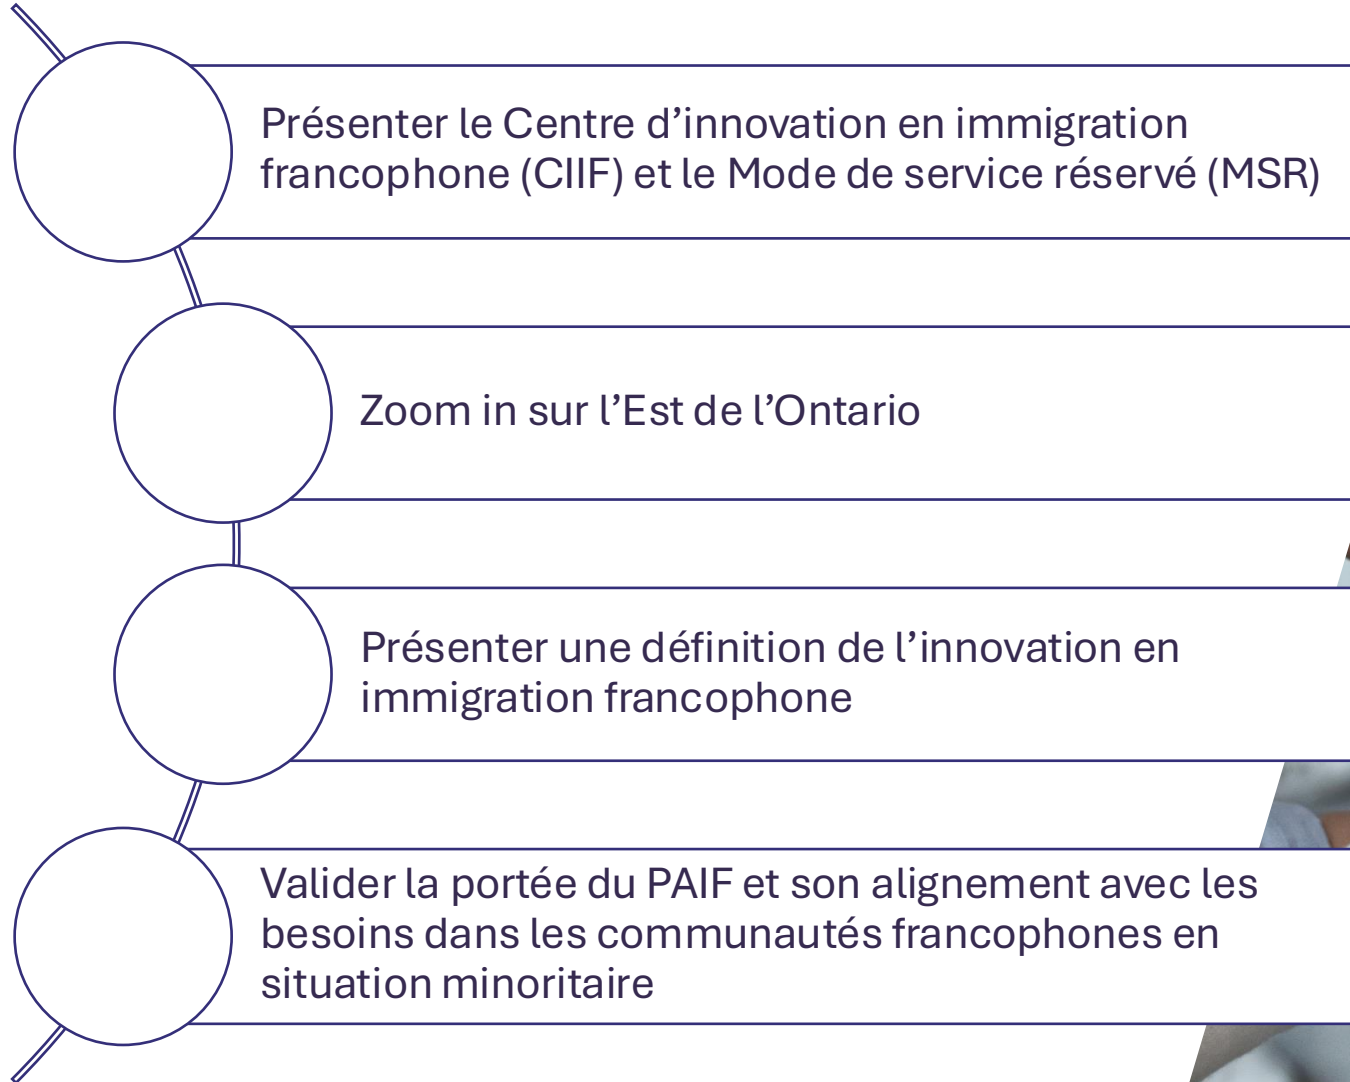 Présenter le Centre d’innovation en immigration
francophone (CIIF) et le Mode de service réservé (MSR)
Zoom in sur l’Est de l’Ontario
Présenter une définition de l’innovation en
immigration francophone
Valider la portée du PAIF et son alignement avec les
besoins dans les communautés francophones en
situation minoritaire